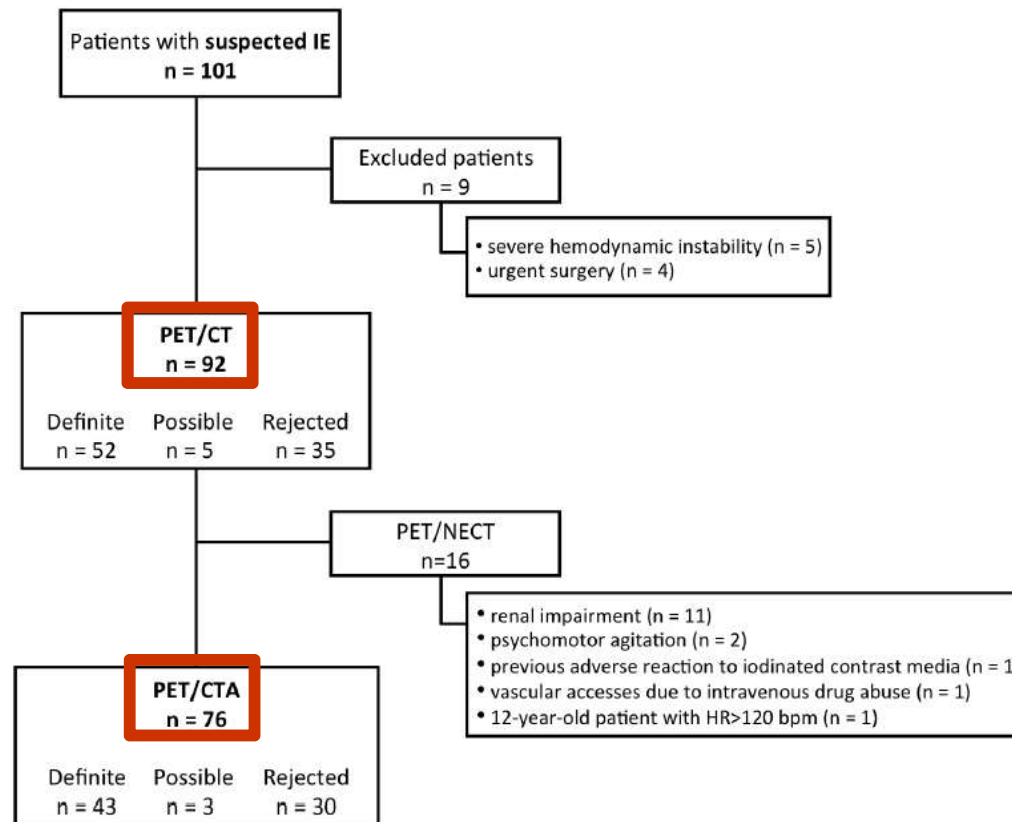 Patients with suspected IE
n = 101
Excluded patients
n = 9
• severe hemodynamic instability (n = 5)
• urgent surgery (n = 4)
PET/CT
n = 92
Definite Possible Rejected
n = 52 n = 5 n = 35
PET/NECT
n=16
• renal impairment (n = 11)
• psychomotor agitation (n = 2)
• previous adverse reaction to iodinated contrast media (n = 1
• vascular accesses due to intravenous drug abuse (n = 1)
• 12-year-old patient with HR>120 bpm (n = 1)
PET/CTA
n = 76
Definite Possible Rejected
n = 43 n = 3 n = 30